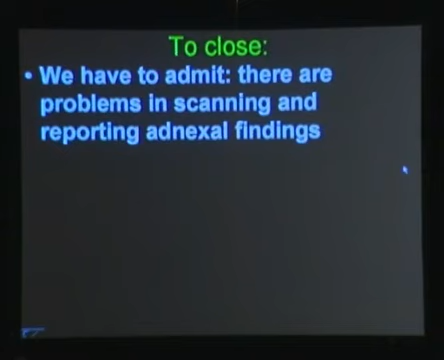 To close:
• We have to admit: there are
problems in scanning and
reporting adnexal findings